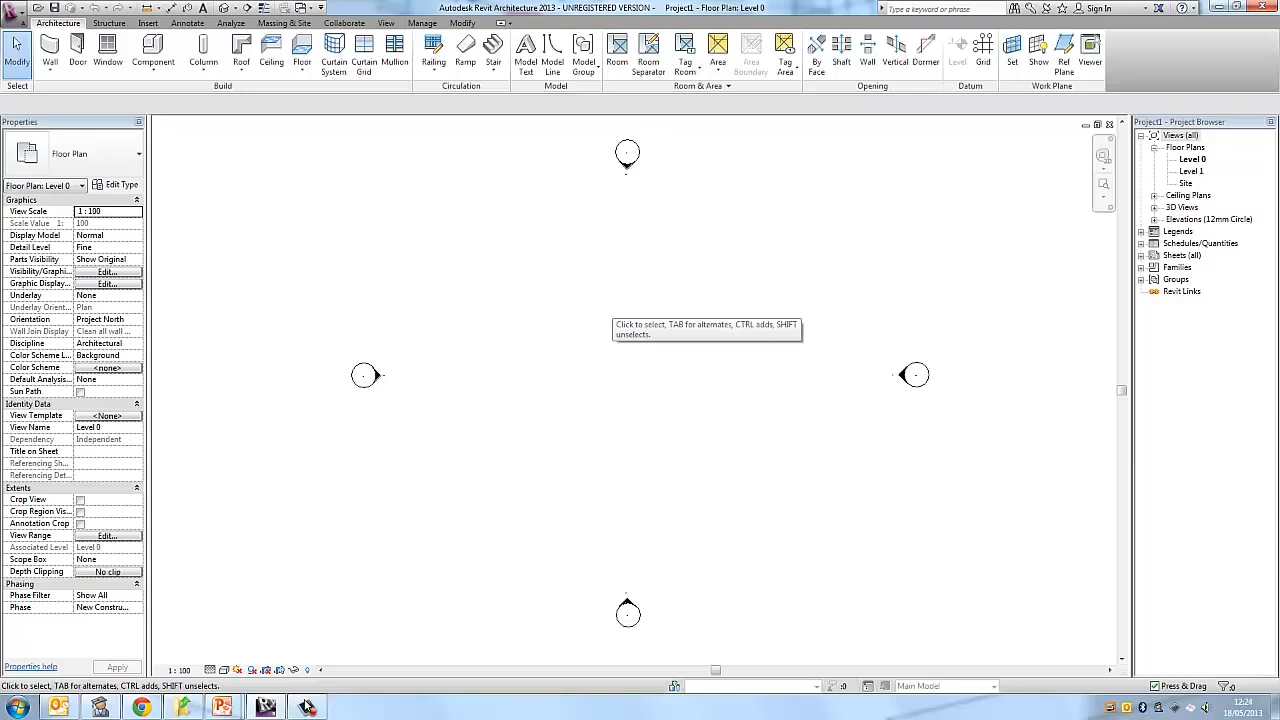 Autodesk Revit Architecture 2013 - UNREGISTERED VERSION - Project1 - Floor Plan: Level 0
Type a keyword or phrase
Sign In
Architecture Structure Insert Annotate Analyze Massing & Site Collaborate View Manage Modify
Modify Wall Door Window Component Column Roof Ceiling Floor Curtain System Curtain Grid Mullion Railing Ramp Stair Model Text Model Line Model Group Room Room Separator Tag Room Area Area Boundary Tag Area By Face Shaft Wall Vertical Dormer Level Grid Set Show Ref Plane Viewer
Select Build Circulation Model Room & Area Opening Datum Work Plane
Properties
Floor Plan
Floor Plan: Level 0 Edit Type
Graphics
View Scale 1 : 100
Scale Value 1: 100
Display Model Normal
Detail Level Fine
Parts Visibility Show Original
Visibility/Graphi... Edit...
Graphic Display... Edit...
Underlay None
Underlay Orient... Plan
Orientation Project North
Wall Join Display Clean all wall ...
Discipline Architectural
Color Scheme L... Background
Color Scheme <none>
Default Analysis... None
Sun Path
Identity Data
View Template <None>
View Name Level 0
Dependency Independent
Title on Sheet
Referencing Sh...
Referencing Det...
Extents
Crop View
Crop Region Vis...
Annotation Crop
View Range Edit...
Associated Level Level 0
Scope Box None
Depth Clipping No clip
Phasing
Phase Filter Show All
Phase New Constru...
Properties help Apply
Click to select, TAB for alternates, CTRL adds, SHIFT
unselects.
Project1 - Project Browser
Views (all)
Floor Plans
Level 0
Level 1
Site
Ceiling Plans
3D Views
Elevations (12mm Circle)
Legends
Schedules/Quantities
Sheets (all)
Families
Groups
Revit Links
1 : 100
Click to select, TAB for alternates, CTRL adds, SHIFT unselects.
:0
Main Model
Press & Drag
:0
12:24
18/05/2013